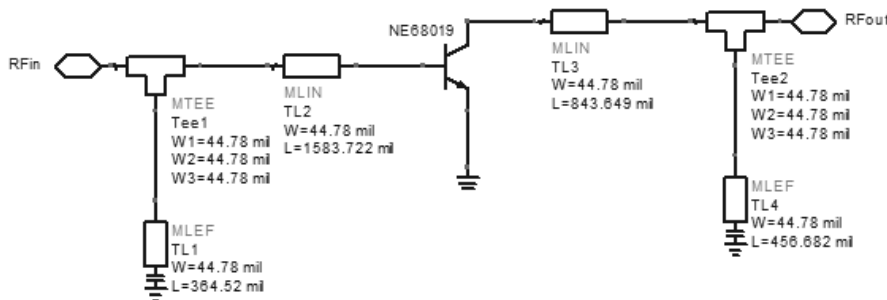 RFin
MTEE
Tee1
W1=44.78 mil
W2=44.78 mil
W3=44.78 mil
MLEF
TL1
W=44.78 mil
L=364.52 mil
MLIN
TL2
W=44.78 mil
L=1583.722 mil
NE68019
MLIN
TL3
W=44.78 mil
L=843.649 mil
RFout
MTEE
Tee2
W1=44.78 mil
W2=44.78 mil
W3=44.78 mil
MLEF
TL4
W=44.78 mil
L=456.682 mil